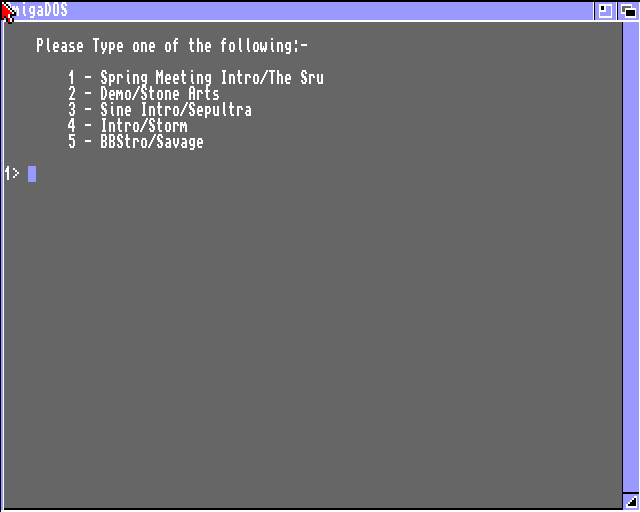 AmigaDOS
Please Type one of the following:-
1 - Spring Meeting Intro/The Sru
2 - Demo/Stone Arts
3 - Sine Intro/Sepultra
4 - Intro/Storm
5 - BBStro/Savage
1>